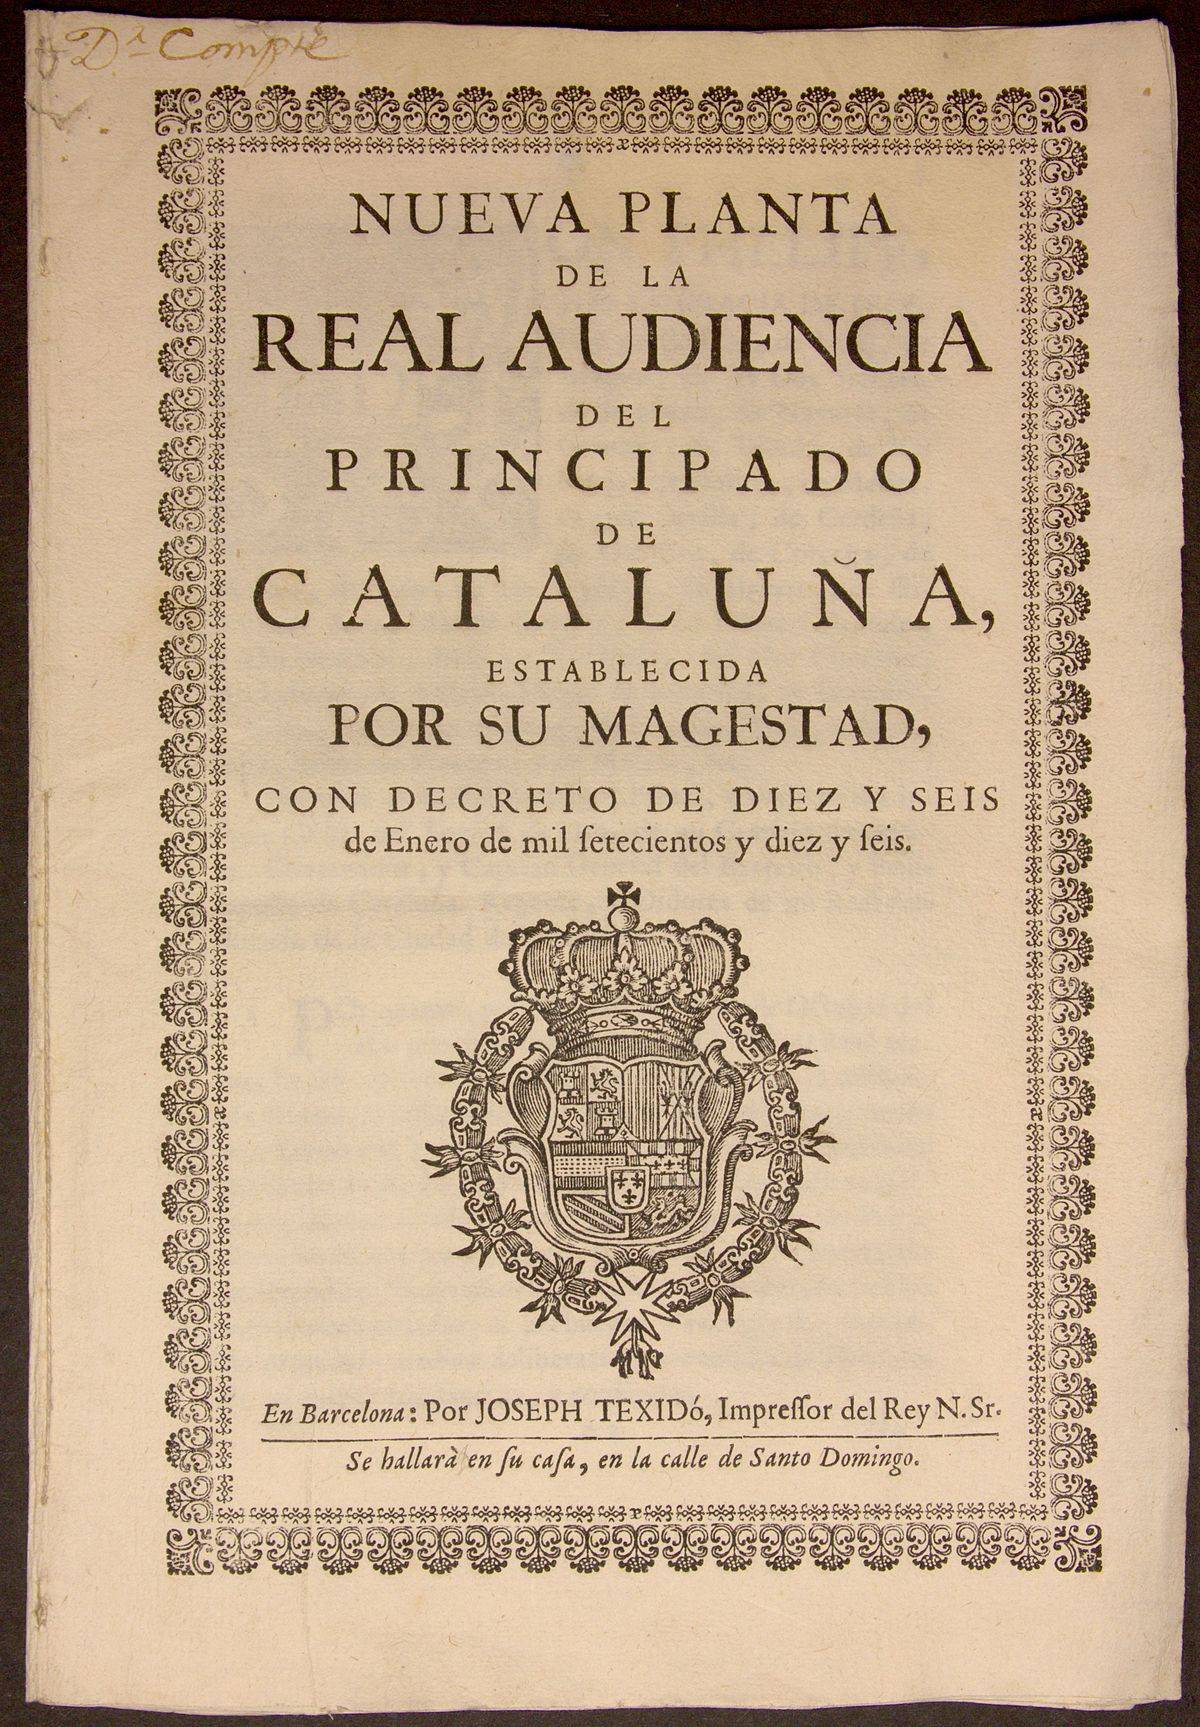 Dn Compte
NUEVA PLANTA
DE LA
REAL AUDIENCIA
DEL
PRINCIPADO
DE
CATALUÑA,
ESTABLECIDA
POR SU MAGESTAD,
CON DECRETO DE DIEZ Y SEIS
de Enero de mil ſetecientos y diez y ſeis.
En Barcelona: Por JOSEPH TEXIDó, Impreſſor del Rey N. Sr.
Se hallarà en ſu caſa, en la calle de Santo Domingo.